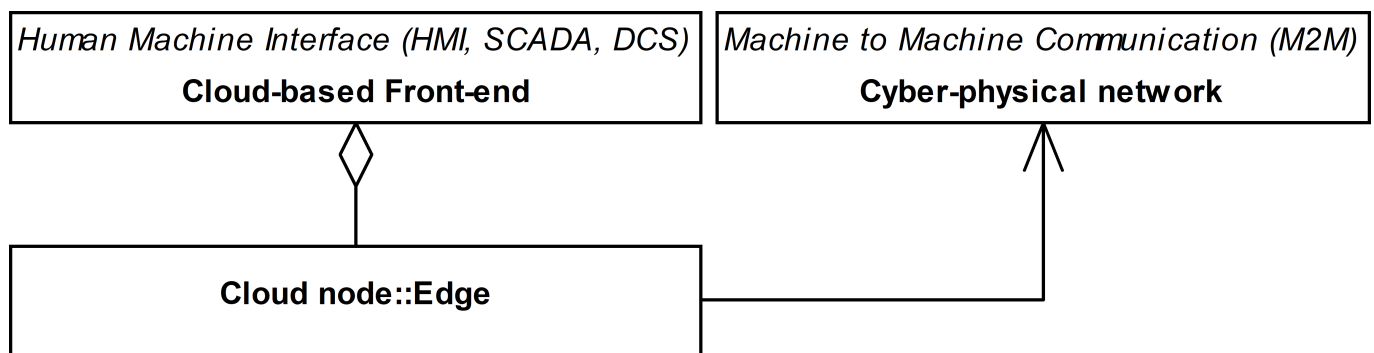 Human Machine Interface (HMI, SCADA, DCS)
Cloud-based Front-end
Machine to Machine Communication (M2M)
Cyber-physical network
Cloud node::Edge